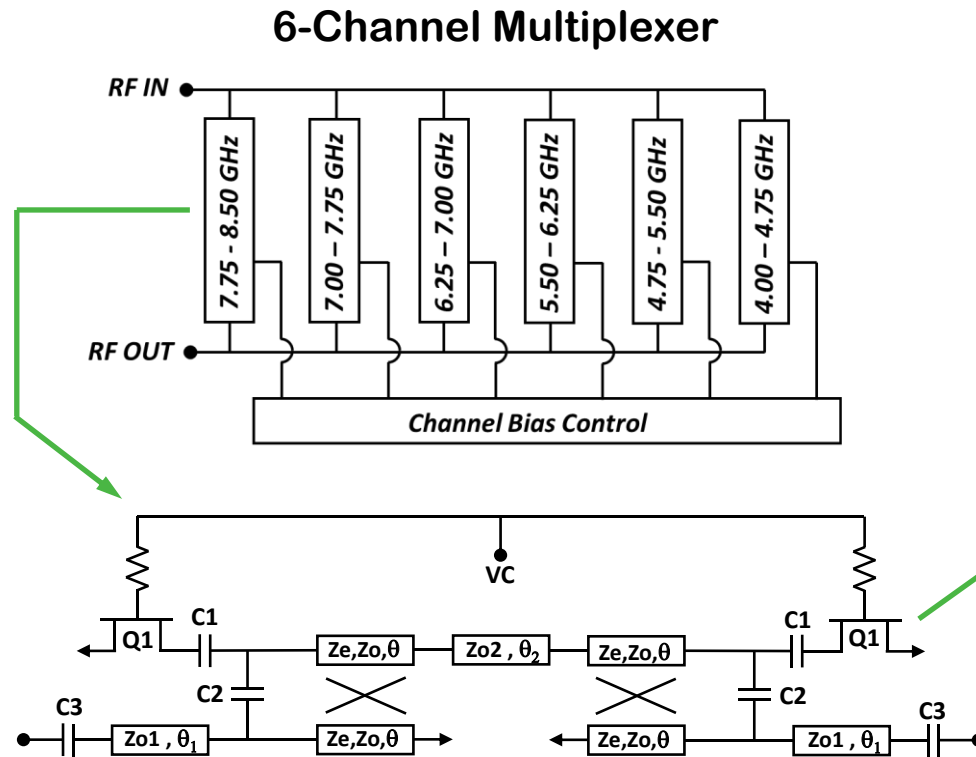 6-Channel Multiplexer
RF IN
7.75 - 8.50 GHz
7.00 – 7.75 GHz
6.25 – 7.00 GHz
5.50 – 6.25 GHz
4.75 - 5.50 GHz
4.00 – 4.75 GHz
RF OUT
Channel Bias Control
VC
C1
Q1
C1
Q1
Ze,Zo,θ
Zo2 , θ2
Ze,Zo,θ
C2
C2
C3
C3
Zo1 , θ1
Ze,Zo,θ
Ze,Zo,θ
Zo1 , θ1